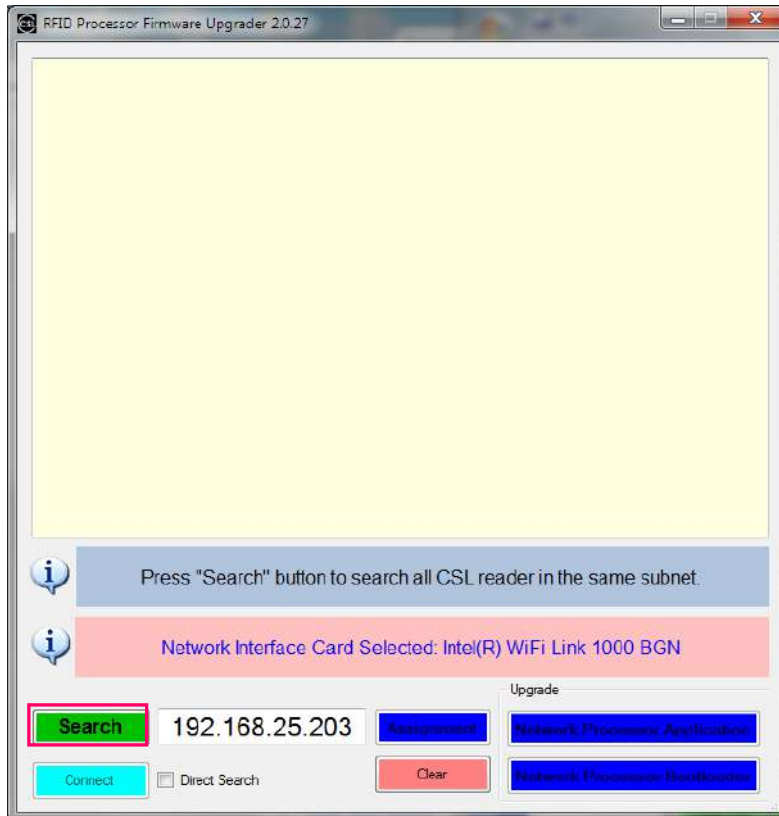 RFID Processor Firmware Upgrader 2.0.27
Press "Search" button to search all CSL reader in the same subnet.
Network Interface Card Selected: Intel(R) WiFi Link 1000 BGN
Upgrade
Search
192.168.25.203
Assignment
Network Processor Application
Connect
Direct Search
Clear
Network Processor Bootloader